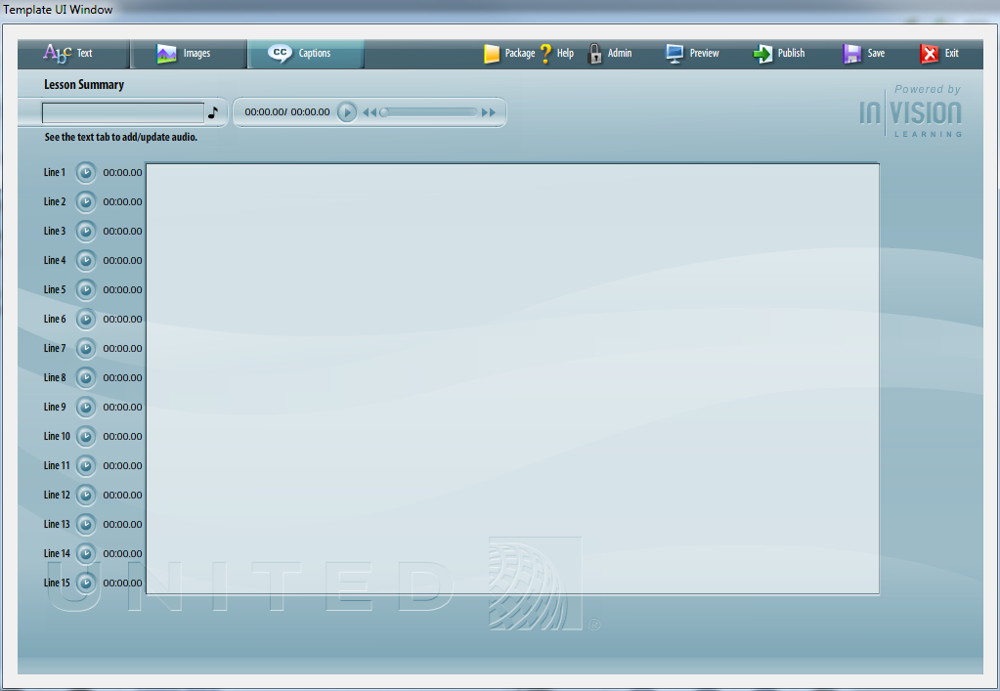 Template UI Window
Abc Text Images CC Captions Package ? Help Admin Preview Publish Save Exit
Lesson Summary
Powered by
IN VISION
LEARNING
00:00.00/ 00:00.00
See the text tab to add/update audio.
Line 1 00:00.00
Line 2 00:00.00
Line 3 00:00.00
Line 4 00:00.00
Line 5 00:00.00
Line 6 00:00.00
Line 7 00:00.00
Line 8 00:00.00
Line 9 00:00.00
Line 10 00:00.00
Line 11 00:00.00
Line 12 00:00.00
Line 13 00:00.00
Line 14 00:00.00
Line 15 00:00.00
UNITED ®